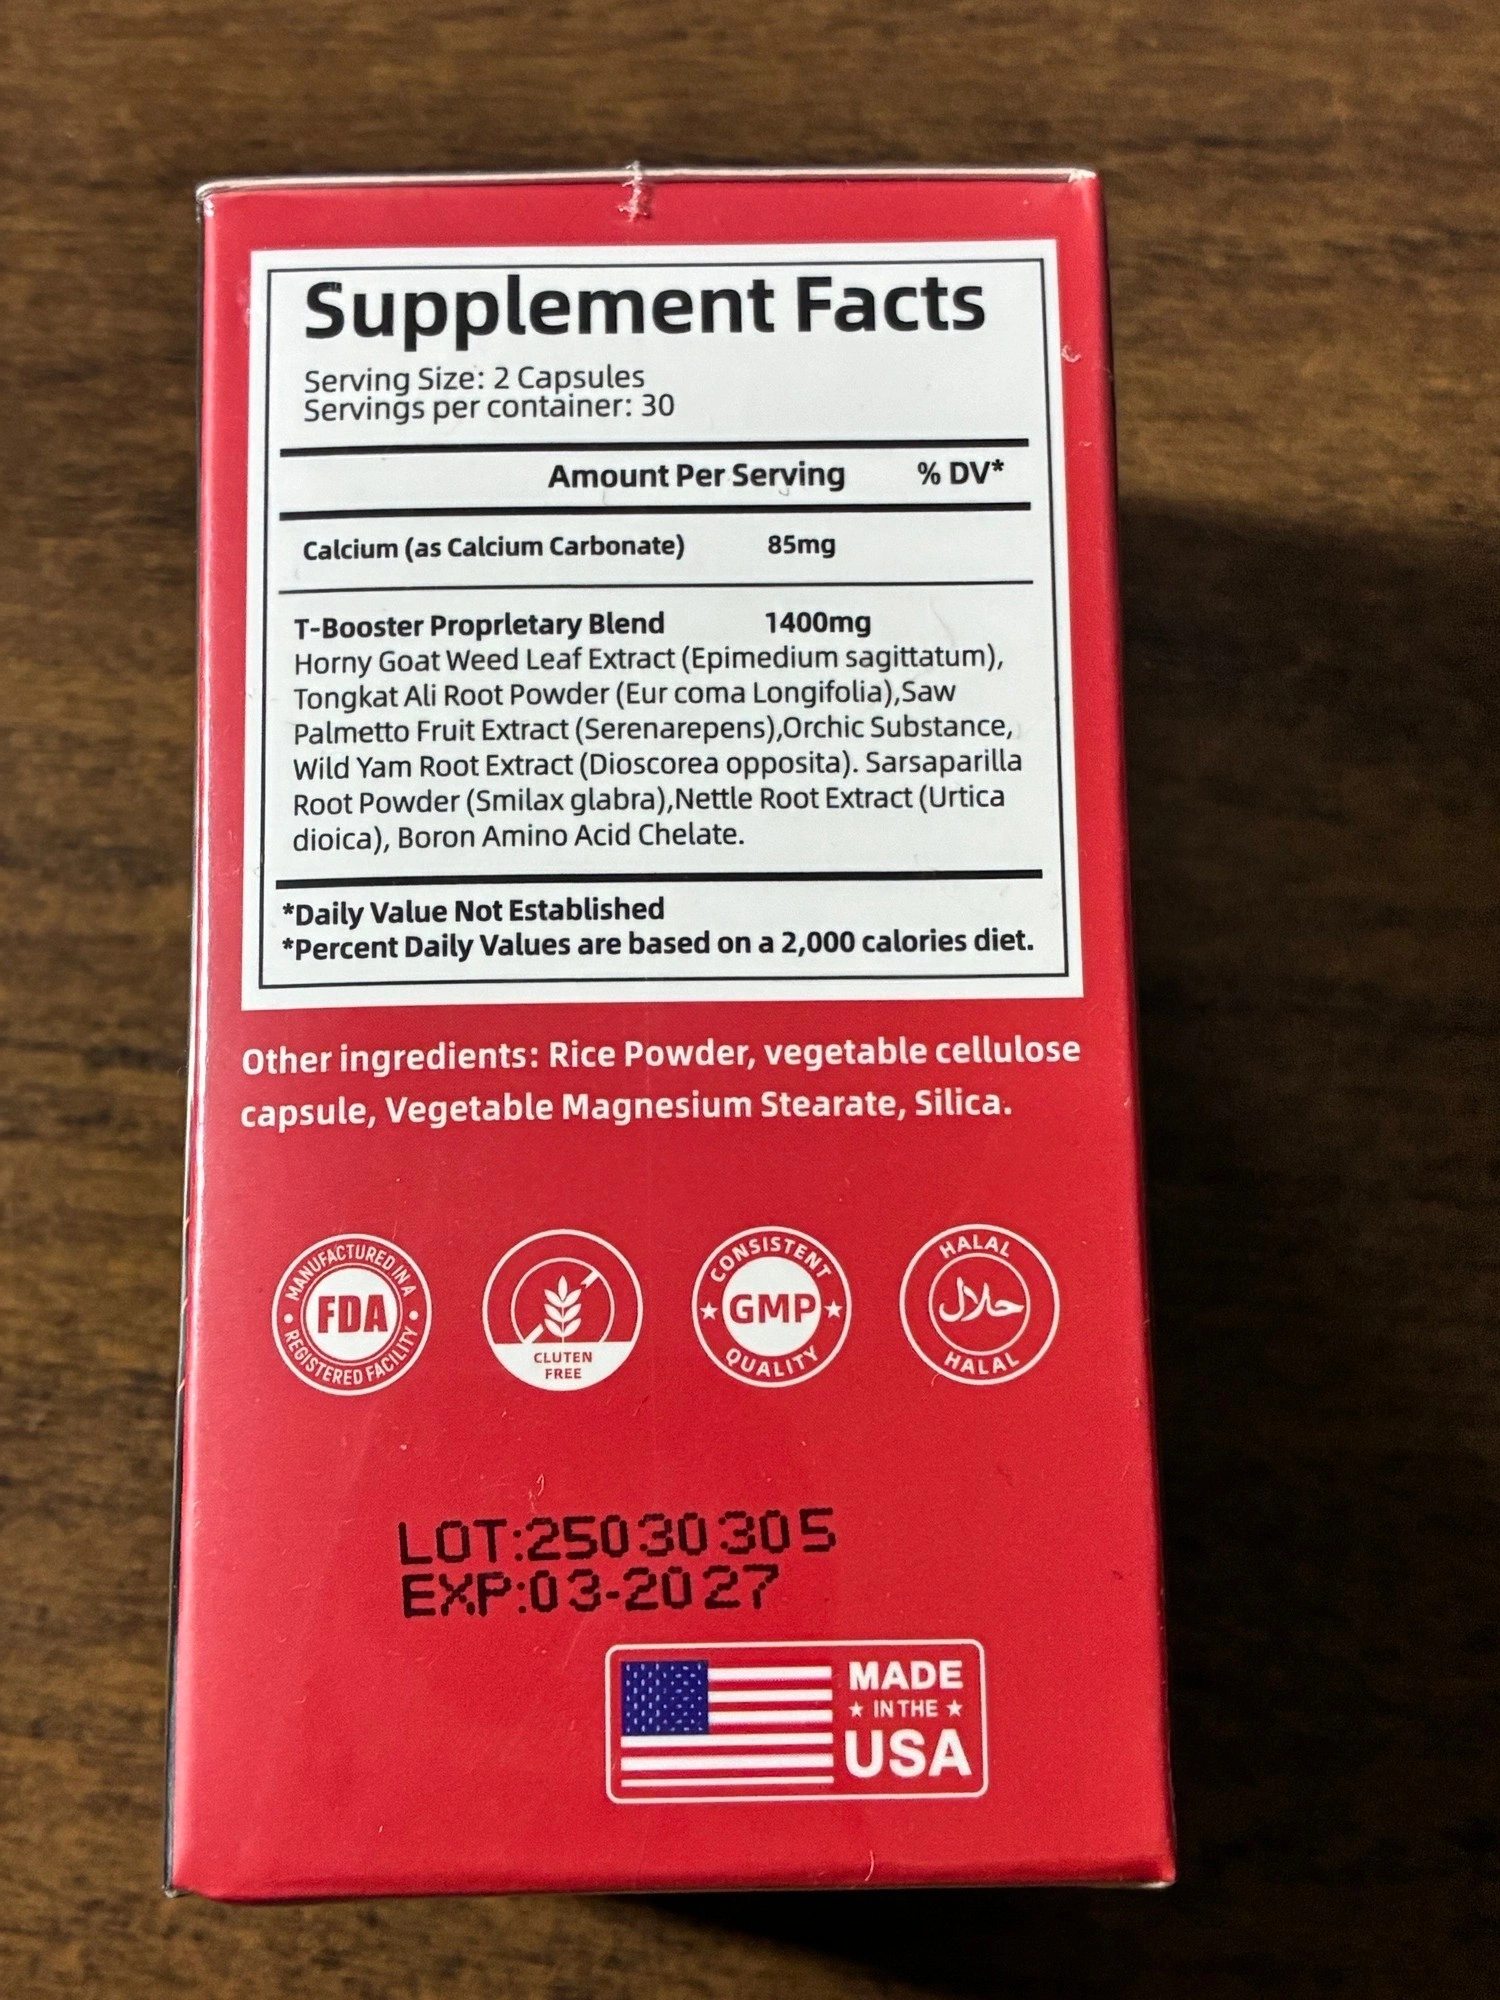 Supplement Facts
Serving Size: 2 Capsules
Servings per container: 30
Amount Per Serving % DV*
Calcium (as Calcium Carbonate) 85mg
T-Booster Proprletary Blend 1400mg
Horny Goat Weed Leaf Extract (Epimedium sagittatum),
Tongkat Ali Root Powder (Eur coma Longifolia),Saw
Palmetto Fruit Extract (Serenarepens),Orchic Substance,
Wild Yam Root Extract (Dioscorea opposita). Sarsaparilla
Root Powder (Smilax glabra),Nettle Root Extract (Urtica
dioica), Boron Amino Acid Chelate.
*Daily Value Not Established
*Percent Daily Values are based on a 2,000 calories diet.
Other ingredients: Rice Powder, vegetable cellulose
capsule, Vegetable Magnesium Stearate, Silica.
MANUFACTURED IN A
FDA
REGISTERED FACILITY
CLUTEN
FREE
CONSISTENT
GMP
QUALITY
HALAL
حلال
HALAL
LOT:25030305
EXP:03-2027
MADE
IN THE
USA